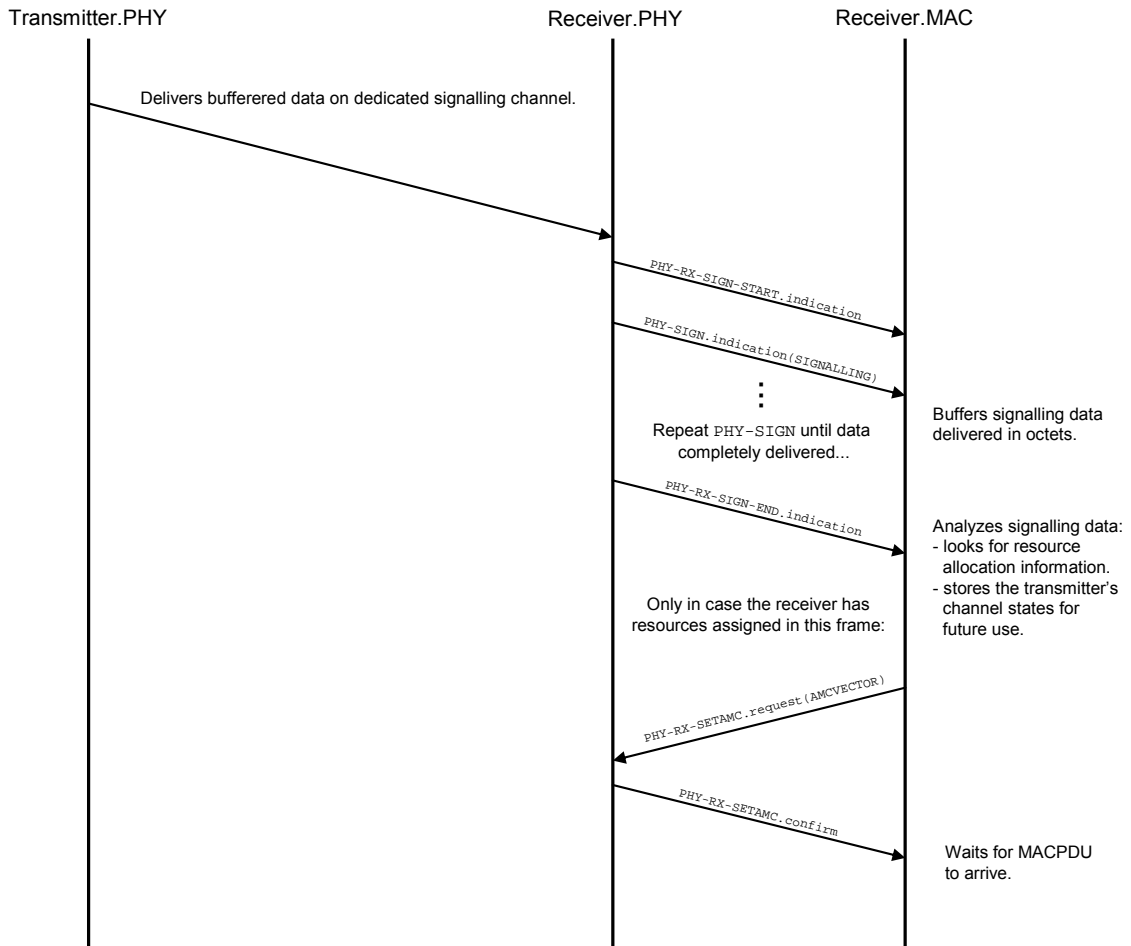 Transmitter.PHY
Receiver.PHY
Receiver.MAC
Delivers bufferered data on dedicated signalling channel.
PHY-RX-SIGN-START.indication
PHY-SIGN.indication(SIGNALLING)
Buffers signalling data
delivered in octets.
Repeat PHY-SIGN until data
completely delivered...
PHY-RX-SIGN-END.indication
Analyzes signalling data:
- looks for resource
allocation information.
- stores the transmitter's
channel states for
future use.
Only in case the receiver has
resources assigned in this frame:
PHY-RX-SETAMC.request(AMCVECTOR)
PHY-RX-SETAMC.confirm
Waits for MACPDU
to arrive.